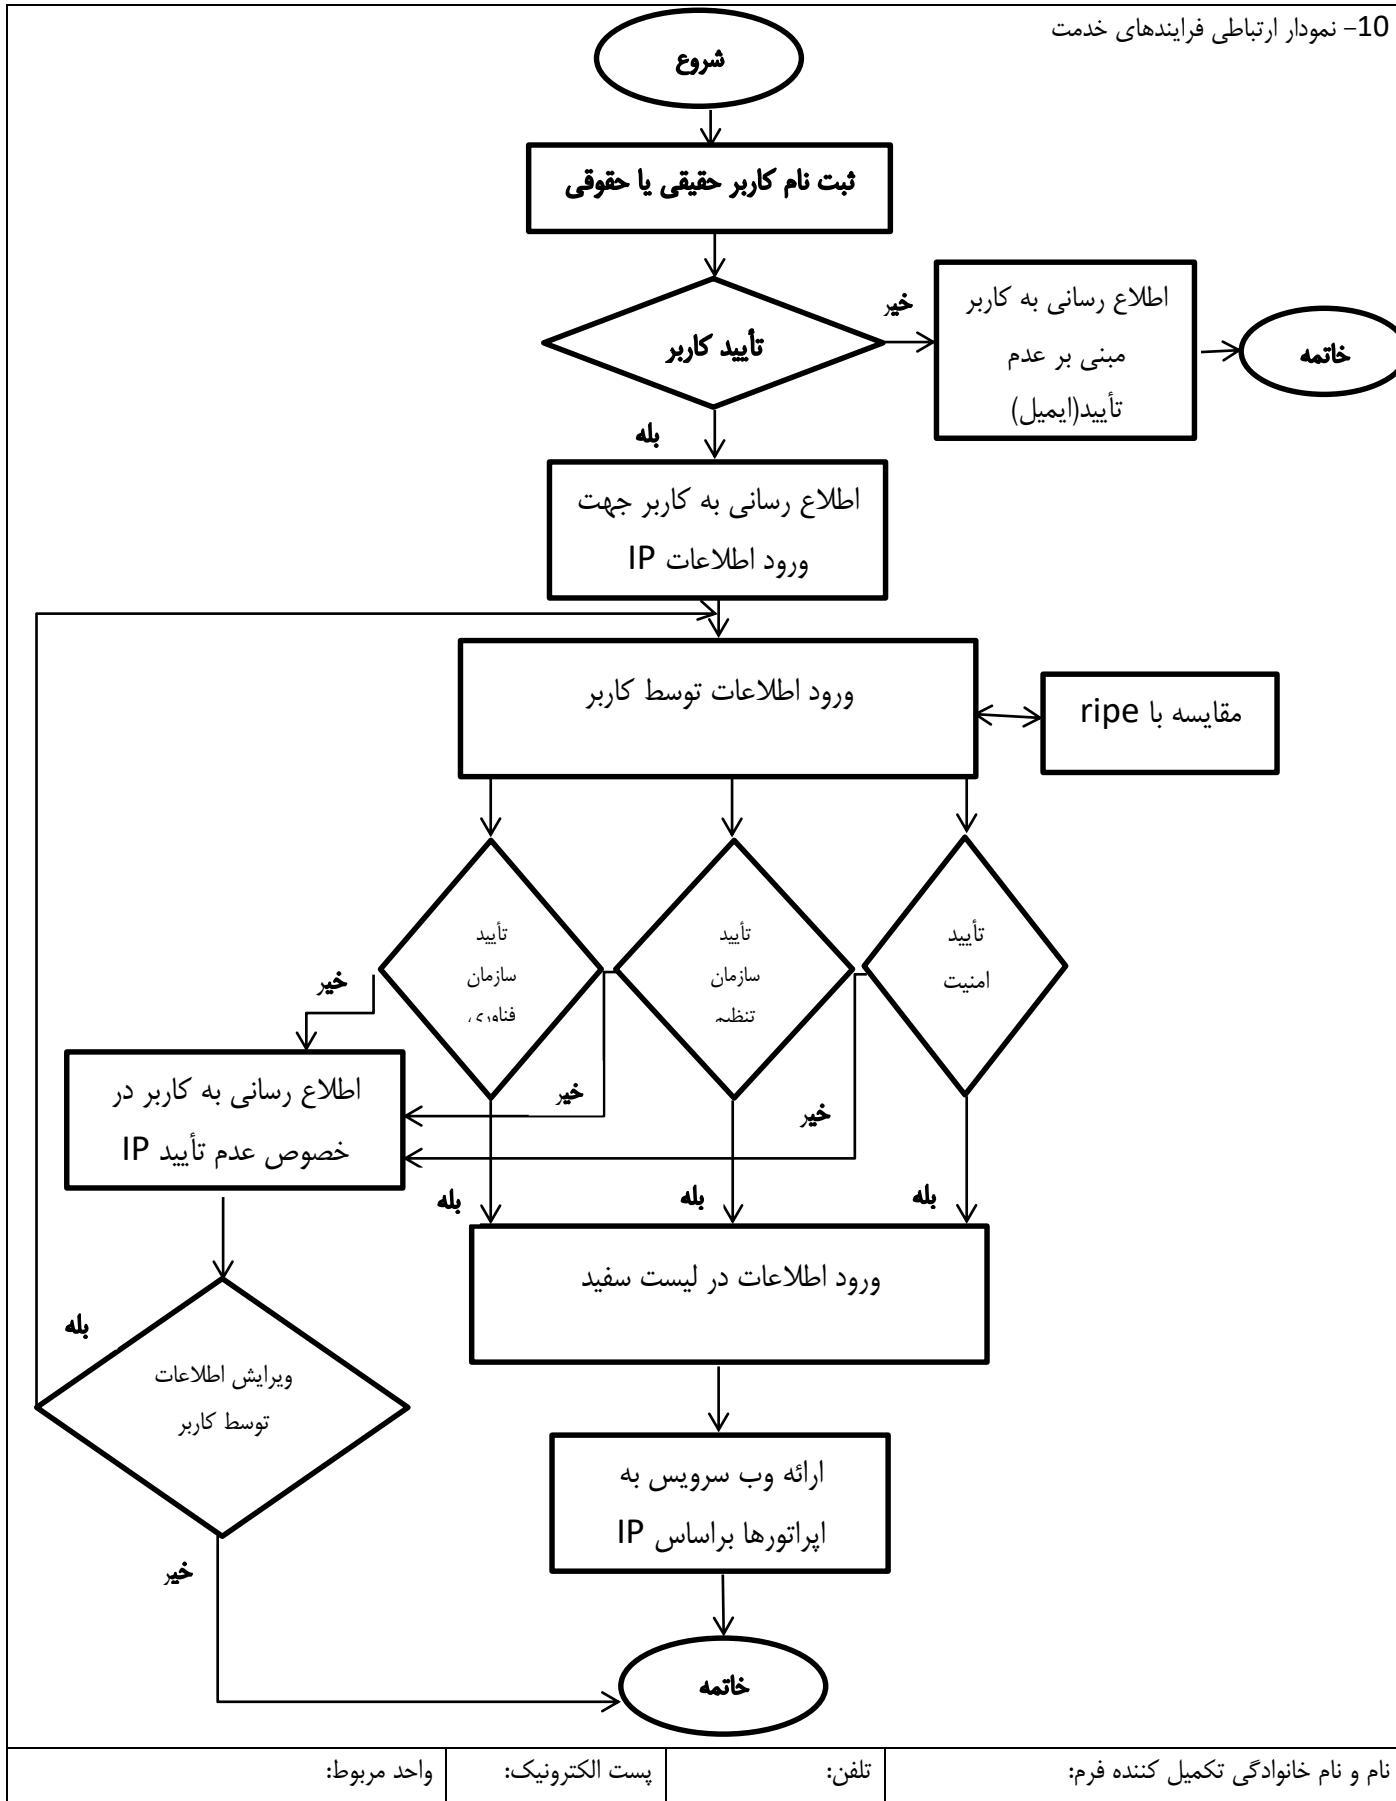 10- نمودار ارتباطی فرایندهای خدمت
شروع
ثبت نام کاربر حقیقی یا حقوقی
تأیید کاربر
خیر
اطلاع رسانی به کاربر
مبنی بر عدم
تأیید(ایمیل)
خاتمه
بله
اطلاع رسانی به کاربر جهت
ورود اطلاعات IP
ورود اطلاعات توسط کاربر
مقایسه با ripe
تأیید
امنیت
تأیید
سازمان
تنظیم
تأیید
سازمان
فناوری
خیر
خیر
خیر
اطلاع رسانی به کاربر در
خصوص عدم تأیید IP
بله
بله
بله
ورود اطلاعات در لیست سفید
بله
ویرایش اطلاعات
توسط کاربر
خیر
ارائه وب سرویس به
اپراتورها براساس IP
خاتمه
نام و نام خانوادگی تکمیل کننده فرم:
تلفن:
پست الکترونیک:
واحد مربوط: